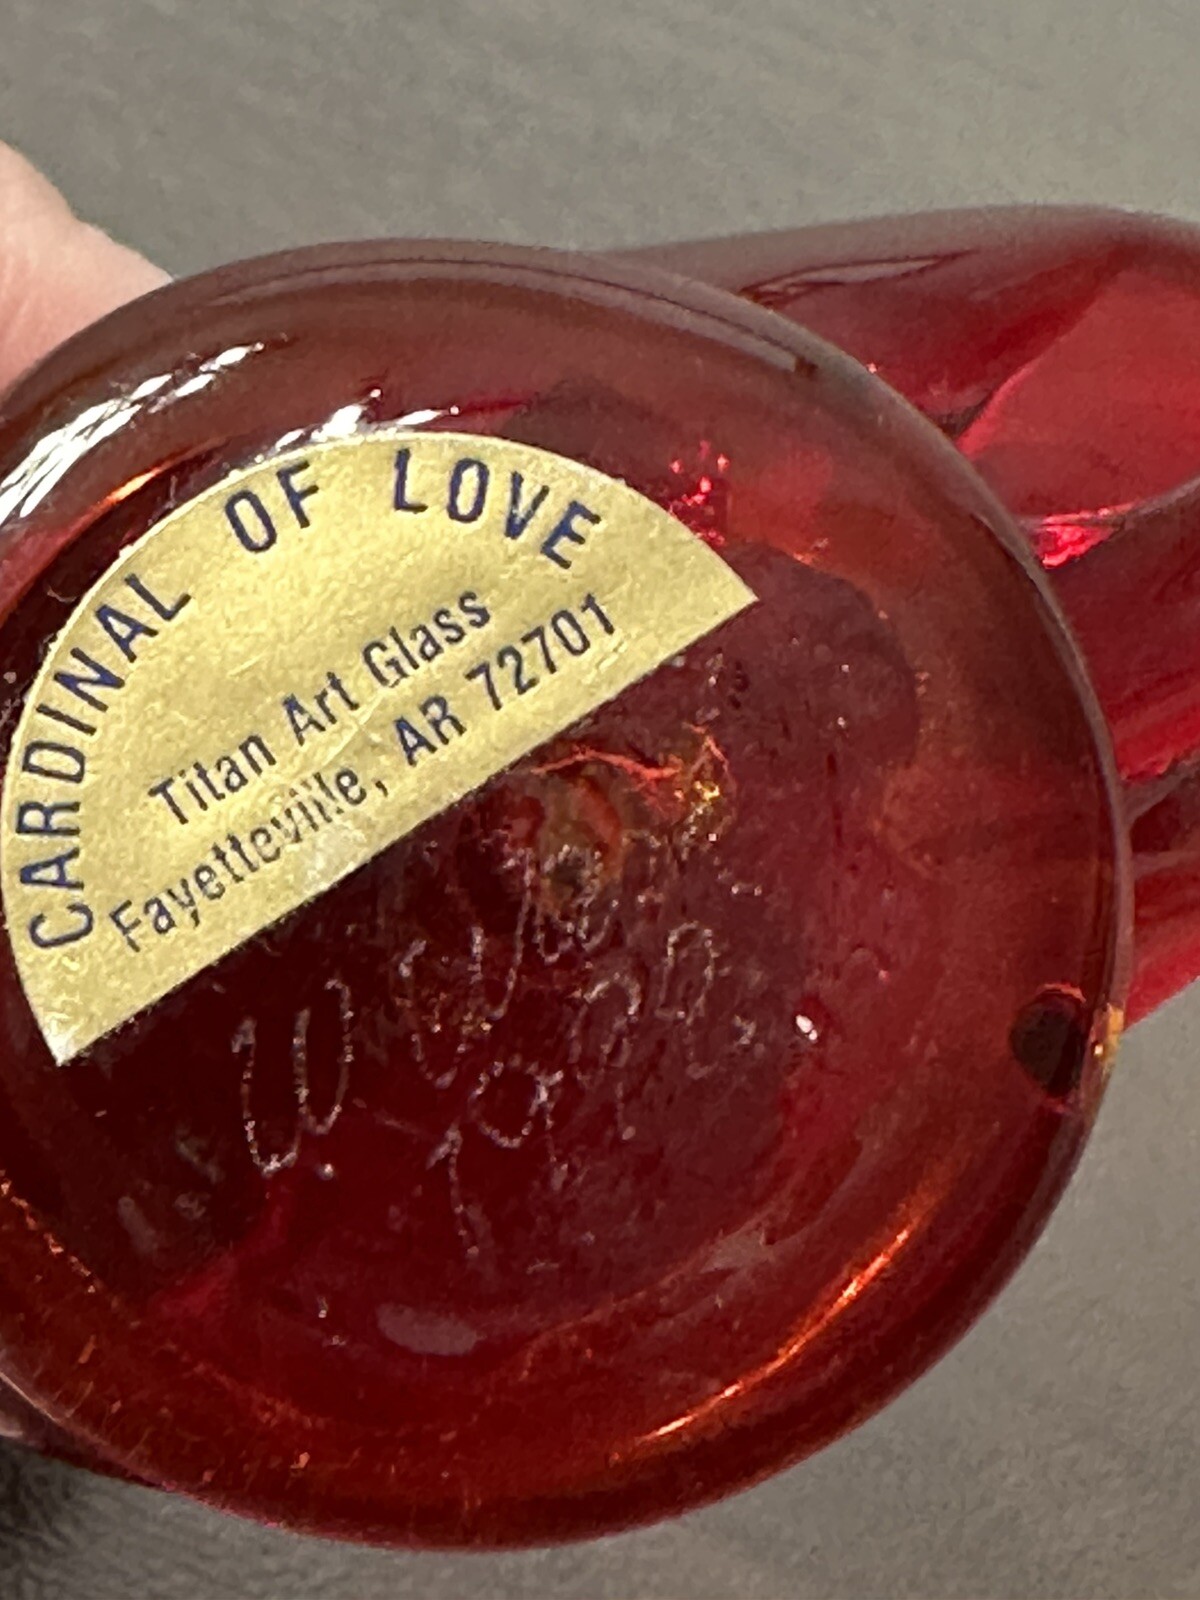 CARDINAL OF LOVE
Titan Art Glass
Fayetteville, AR 72701